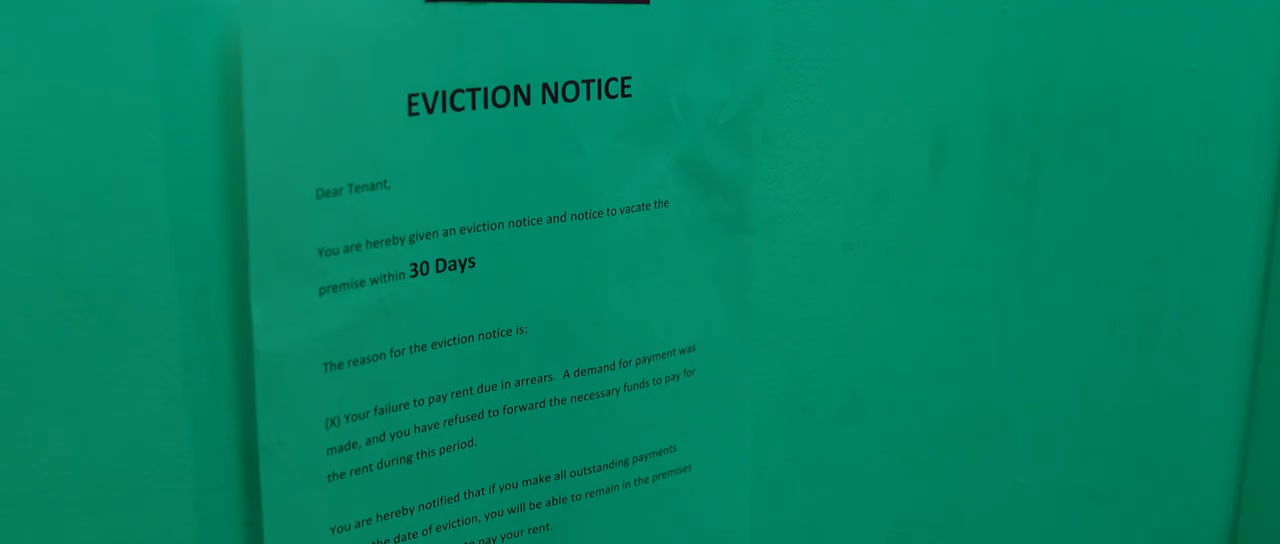 EVICTION NOTICE
Dear Tenant,
You are hereby given an eviction notice and notice to vacate the
premise within 30 Days
The reason for the eviction notice is:
(X) Your failure to pay rent due in arrears. A demand for payment was
made, and you have refused to forward the necessary funds to pay for
the rent during this period.
You are hereby notified that if you make all outstanding payments
the date of eviction, you will be able to remain in the premises
pay your rent.